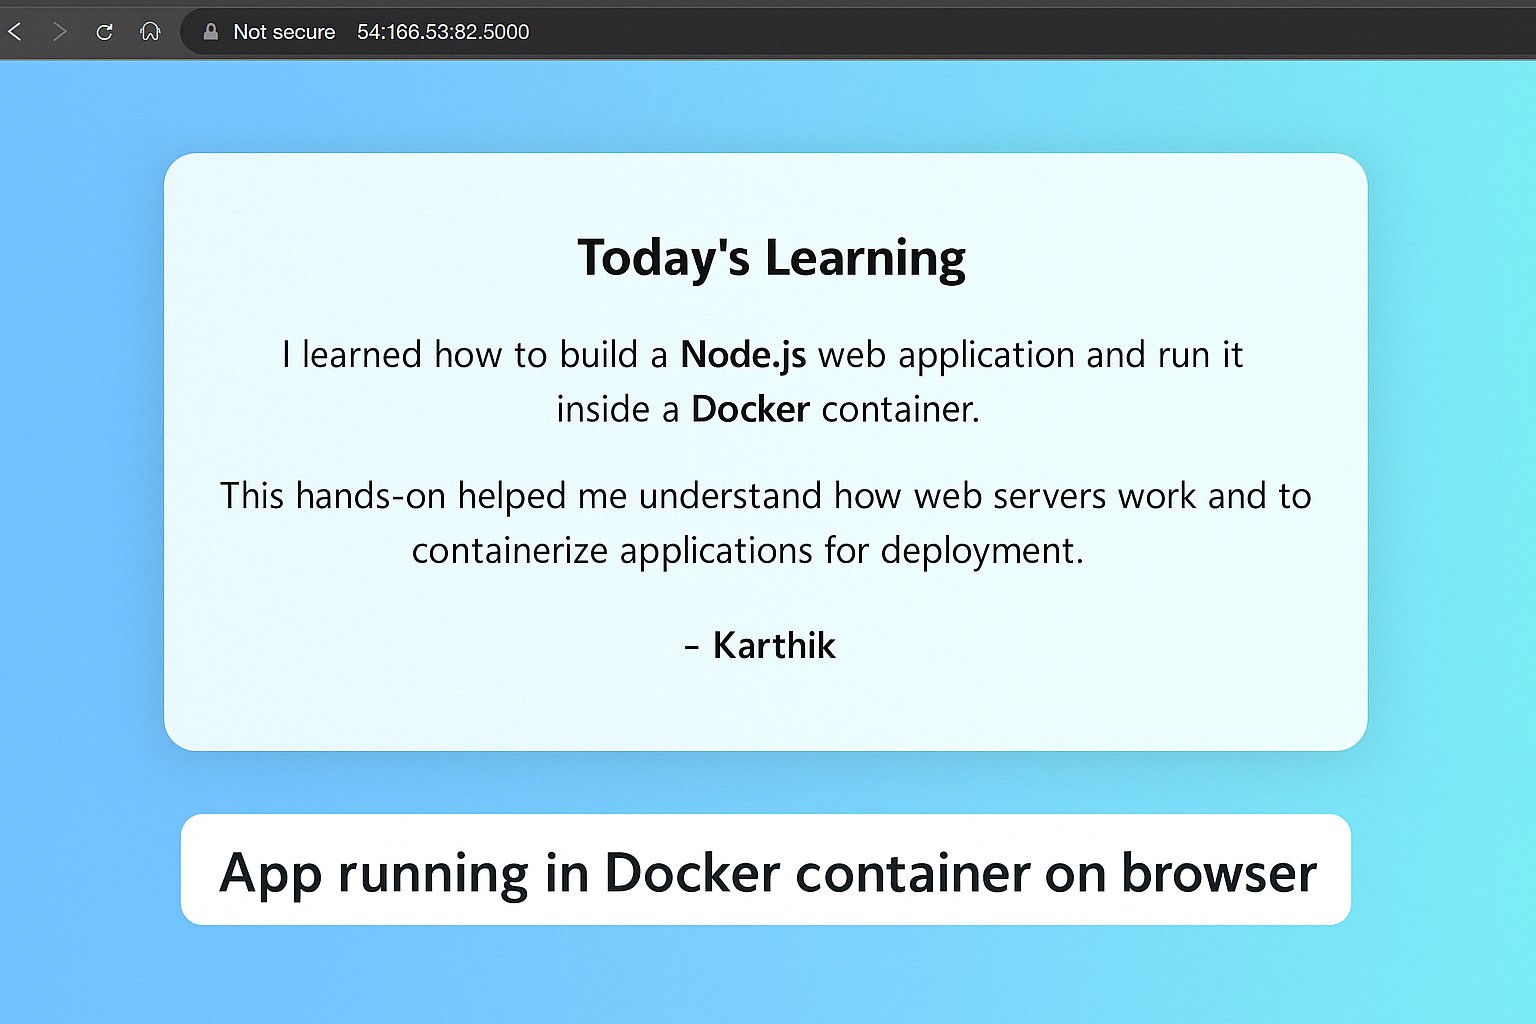 Not secure 54:166.53:82.5000
Today's Learning
I learned how to build a Node.js web application and run it
inside a Docker container.
This hands-on helped me understand how web servers work and to
containerize applications for deployment.
– Karthik
App running in Docker container on browser